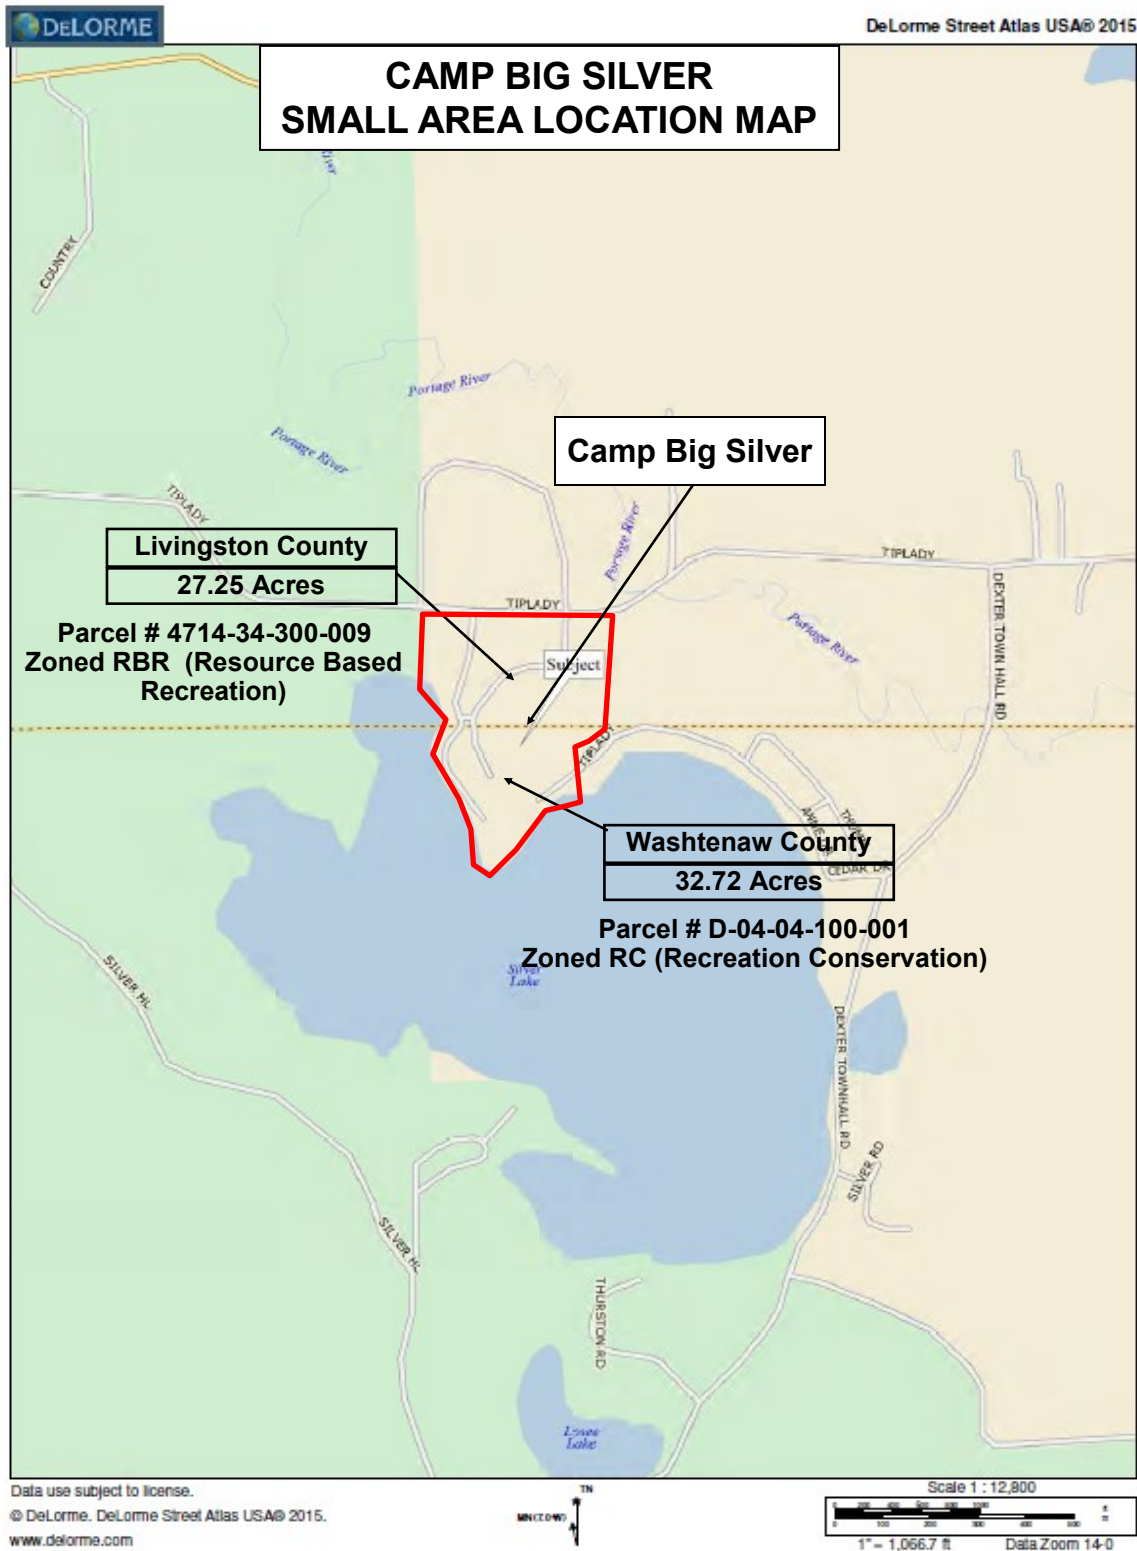 DELORME
DeLorme Street Atlas USA® 2015
CAMP BIG SILVER
SMALL AREA LOCATION MAP
River
COUNTRY
Portage River
Portage River
Camp Big Silver
TIPLADY
Portage River
Livingston County
27.25 Acres
TIPLADY
TIPLADY
DEXTER TOWN HALL RD
Parcel # 4714-34-300-009
Zoned RBR (Resource Based
Recreation)
Portage River
Subject
TIPLADY
Washtenaw County
32.72 Acres
CEDAR DR
Parcel # D-04-04-100-001
Zoned RC (Recreation Conservation)
Silver
Lake
SILVER HL
DEXTER TOWNHALL RD
SILVER RD
SILVER HL
THURSTON RD
Lake
Data use subject to license.
© DeLorme. DeLorme Street Atlas USA® 2015.
www.delorme.com
TN
Scale 1 : 12,800
1" = 1,066.7 ft
Data Zoom 14-0